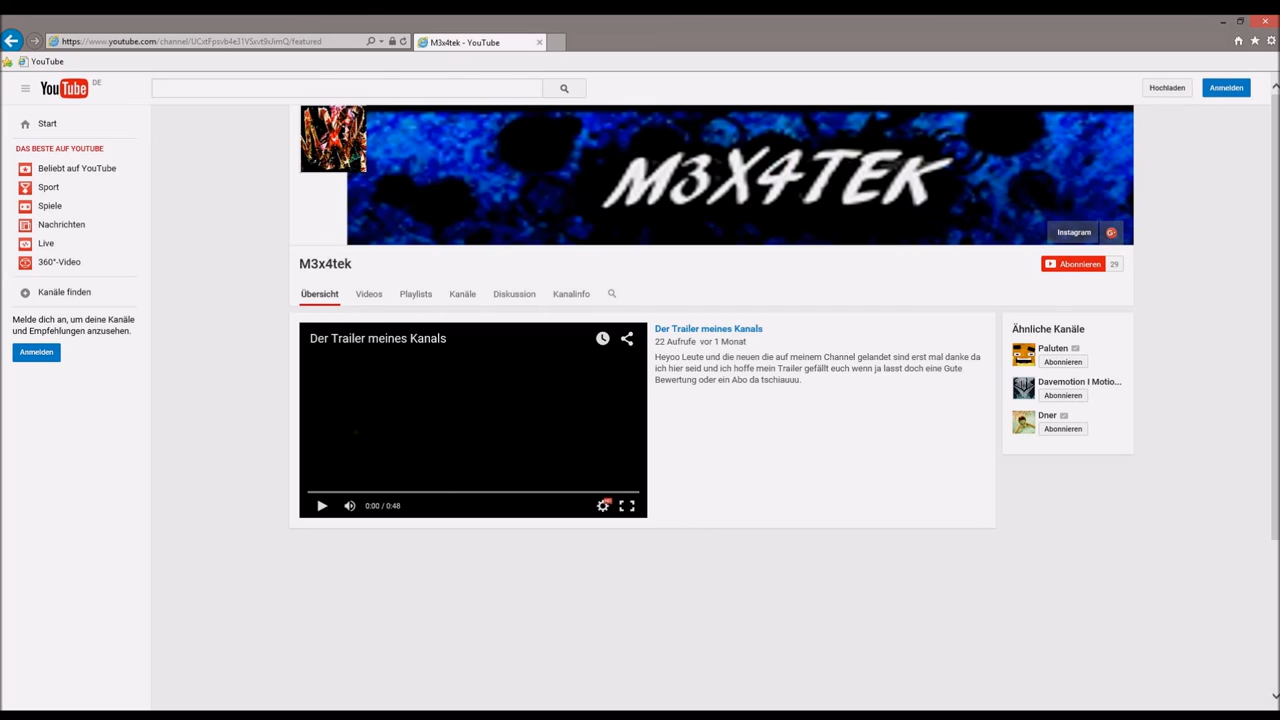 https://www.youtube.com/channel/UCxtFpsvb4e31VSxvt9xJimQ/featured
M3x4tek - YouTube
YouTube
YouTube DE
Hochladen
Anmelden
Start
DAS BESTE AUF YOUTUBE
Beliebt auf YouTube
Sport
Spiele
Nachrichten
Live
360°-Video
Kanäle finden
Melde dich an, um deine Kanäle
und Empfehlungen anzusehen.
Anmelden
M3X4TEK
Instagram
M3x4tek
Abonnieren 29
Übersicht Videos Playlists Kanäle Diskussion Kanalinfo
Der Trailer meines Kanals
0:00 / 0:48
Der Trailer meines Kanals
22 Aufrufe vor 1 Monat
Heyoo Leute und die neuen die auf meinem Channel gelandet sind erst mal danke da
ich hier seid und ich hoffe mein Trailer gefällt euch wenn ja lasst doch eine Gute
Bewertung oder ein Abo da tschiauuu.
Ähnliche Kanäle
Paluten
Abonnieren
Davemotion I Motio...
Abonnieren
Dner
Abonnieren